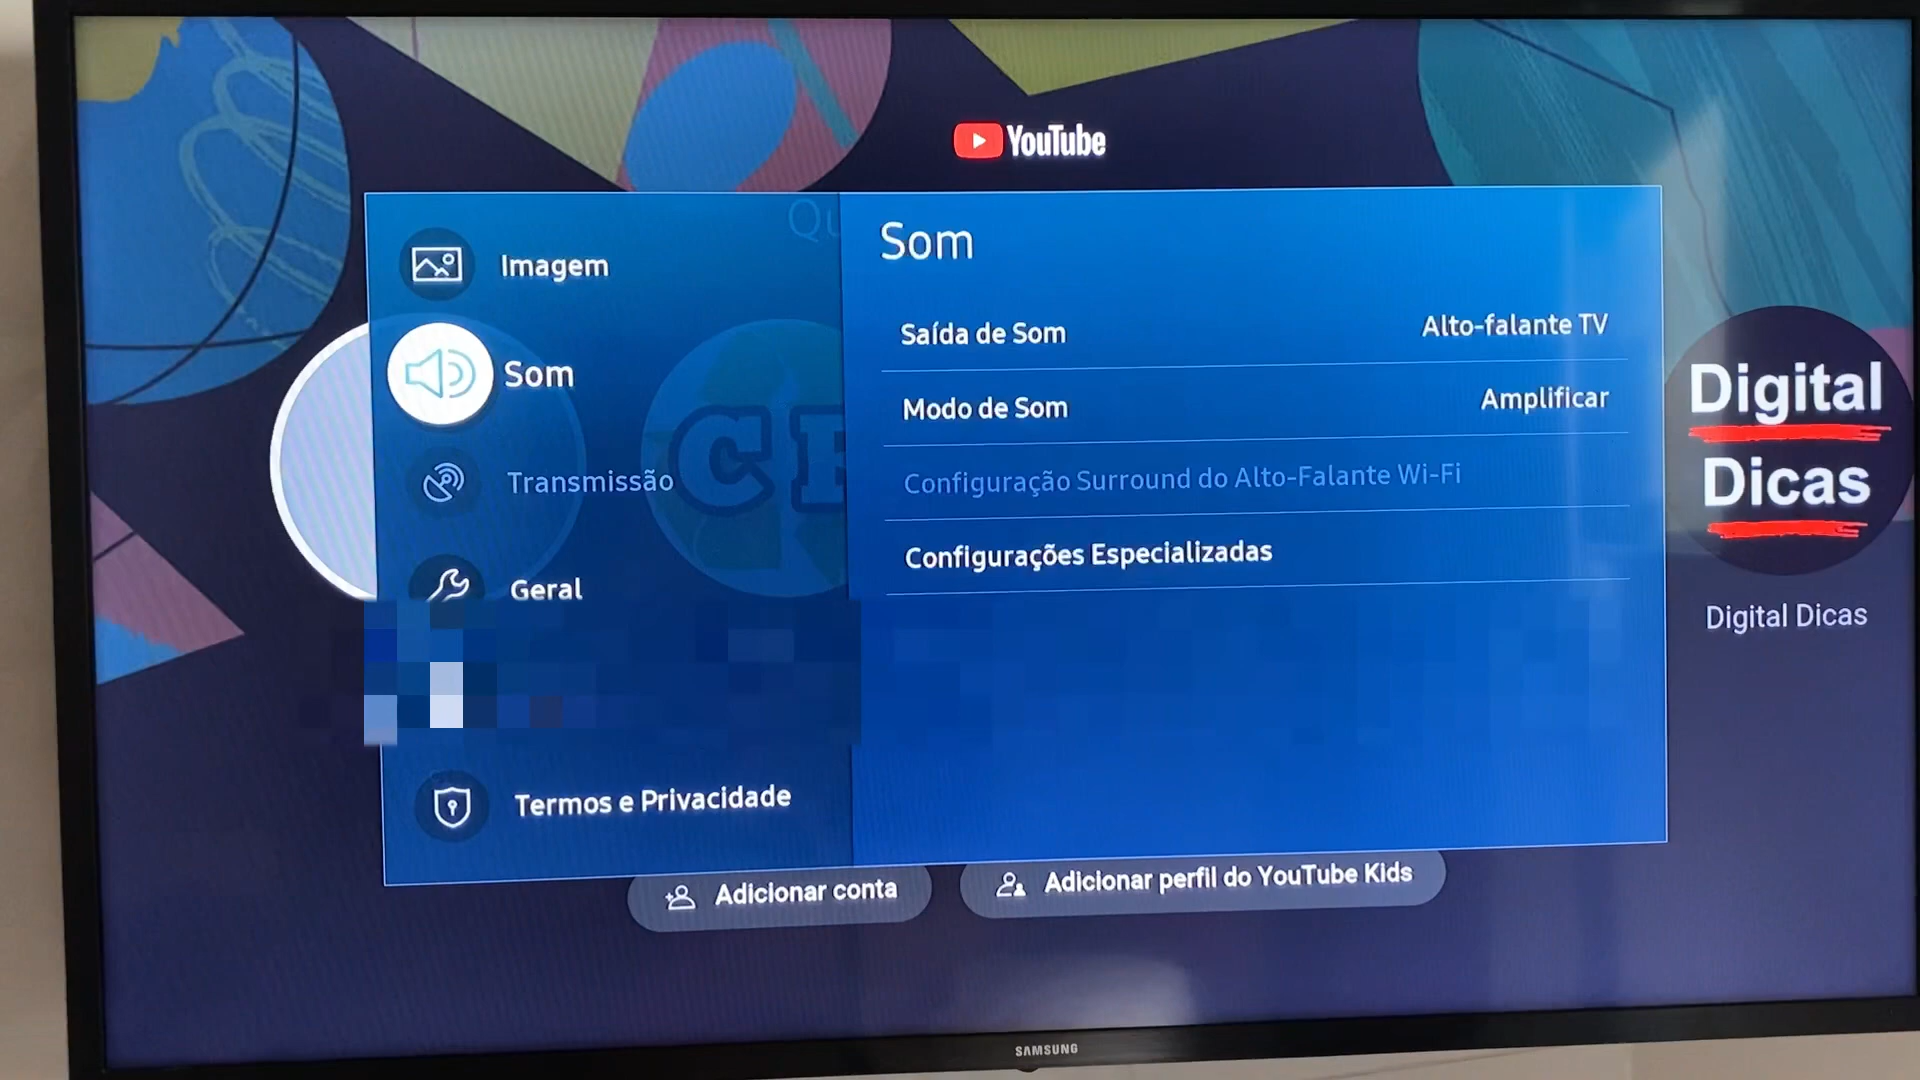 YouTube
Qu
Imagem
Som
Transmissão
Geral
Termos e Privacidade
Som
Saída de Som Alto-falante TV
Modo de Som Amplificar
Configuração Surround do Alto-Falante Wi-Fi
Configurações Especializadas
Digital
Dicas
Digital Dicas
Adicionar conta
Adicionar perfil do YouTube Kids
SAMSUNG